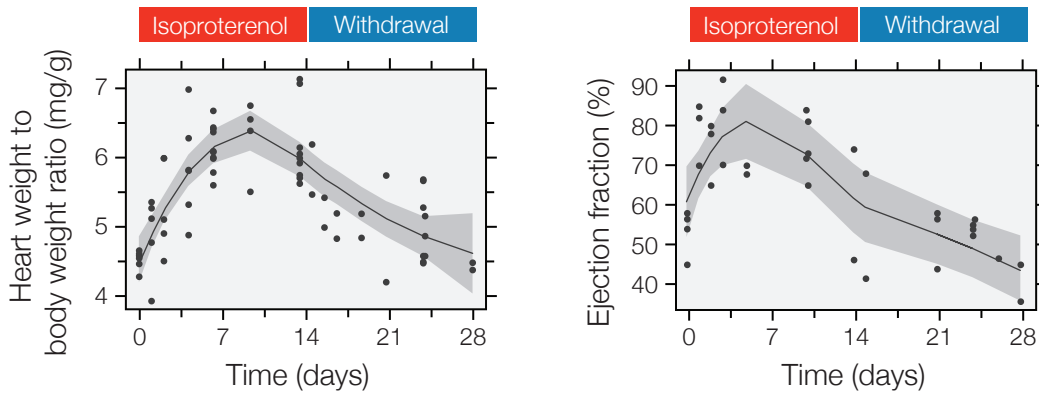 Isoproterenol Withdrawal
Heart weight to
body weight ratio (mg/g)
7
6
5
4
0 7 14 21 28
Time (days)
Isoproterenol Withdrawal
Ejection fraction (%)
90
80
70
60
50
40
0 7 14 21 28
Time (days)